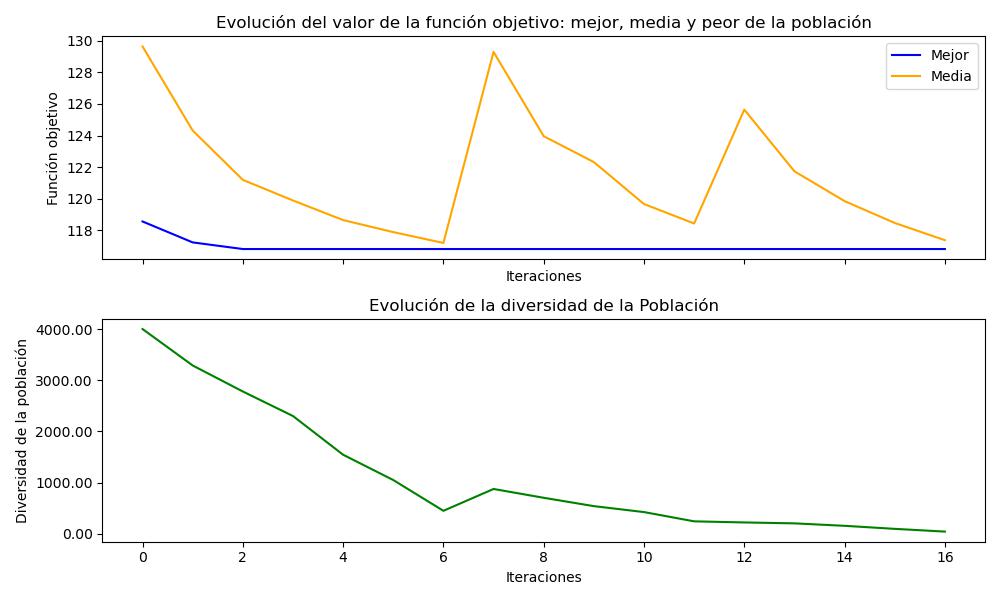 Evolución del valor de la función objetivo: mejor, media y peor de la población
130
128
126
124
122
120
118
Función objetivo
Mejor
Media
Iteraciones
Evolución de la diversidad de la Población
4000.00
3000.00
2000.00
1000.00
0.00
Diversidad de la población
0 2 4 6 8 10 12 14 16
Iteraciones